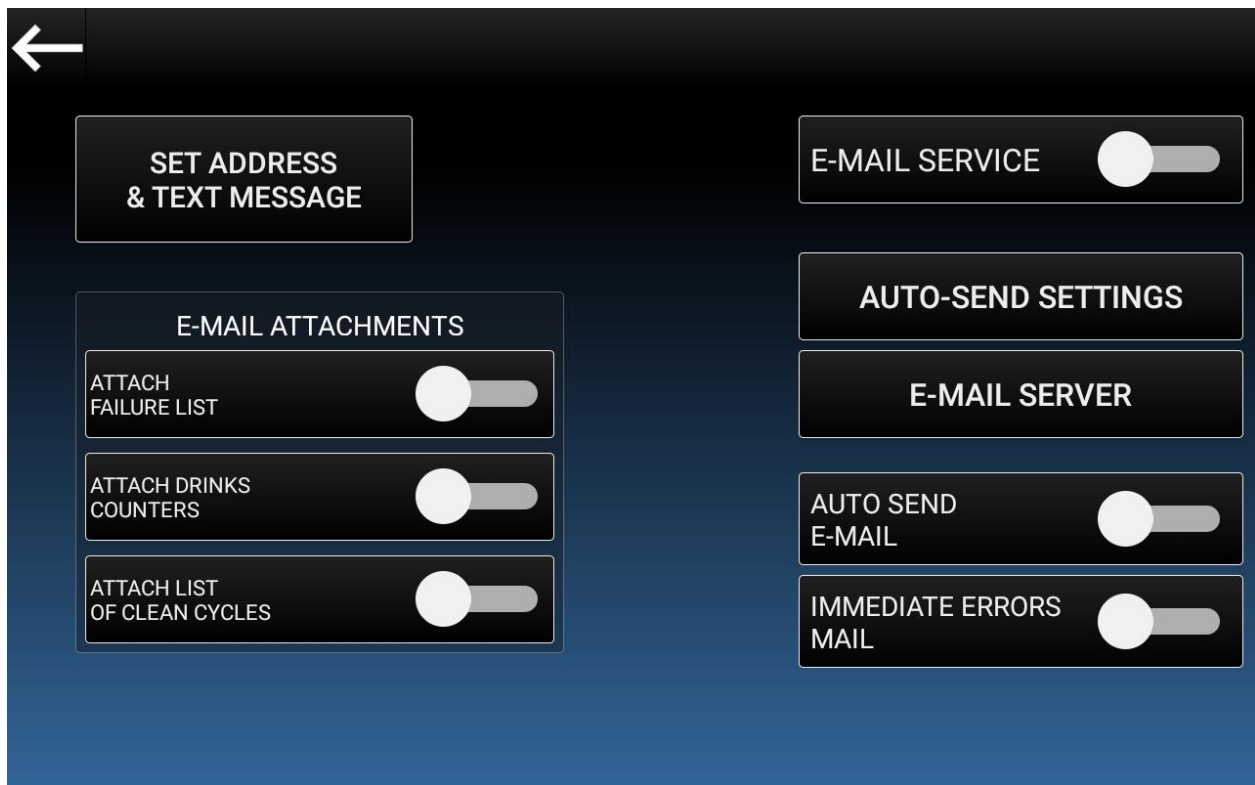 SET ADDRESS
& TEXT MESSAGE
E-MAIL ATTACHMENTS
ATTACH
FAILURE LIST
ATTACH DRINKS
COUNTERS
ATTACH LIST
OF CLEAN CYCLES
E-MAIL SERVICE
AUTO-SEND SETTINGS
E-MAIL SERVER
AUTO SEND
E-MAIL
IMMEDIATE ERRORS
MAIL